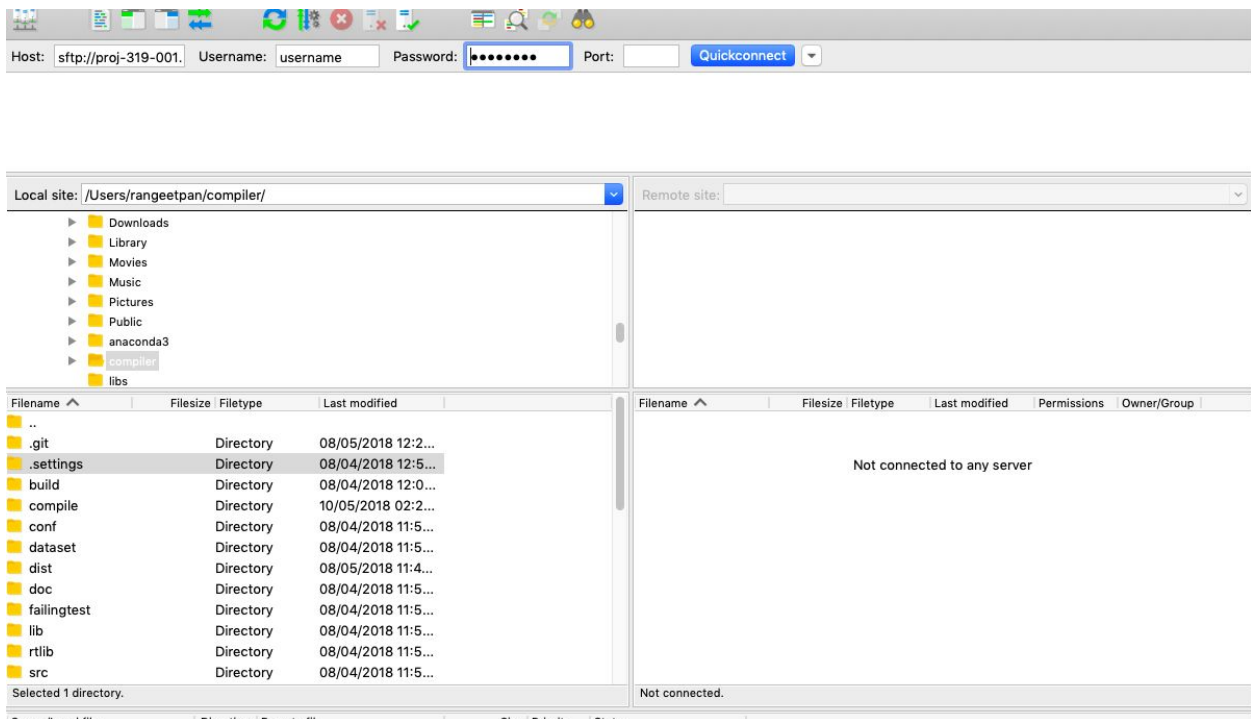 Host: sftp://proj-319-001. Username: username Password: •••••••• Port: Quickconnect
Local site: /Users/rangeetpan/compiler/
Remote site:
Downloads
Library
Movies
Music
Pictures
Public
anaconda3
compiler
libs
Filename Filesize Filetype Last modified
..
.git Directory 08/05/2018 12:2...
.settings Directory 08/04/2018 12:5...
build Directory 08/04/2018 12:0...
compile Directory 10/05/2018 02:2...
conf Directory 08/04/2018 11:5...
dataset Directory 08/04/2018 11:5...
dist Directory 08/05/2018 11:4...
doc Directory 08/04/2018 11:5...
failingtest Directory 08/04/2018 11:5...
lib Directory 08/04/2018 11:5...
rtlib Directory 08/04/2018 11:5...
src Directory 08/04/2018 11:5...
Selected 1 directory.
Filename Filesize Filetype Last modified Permissions Owner/Group
Not connected to any server
Not connected.